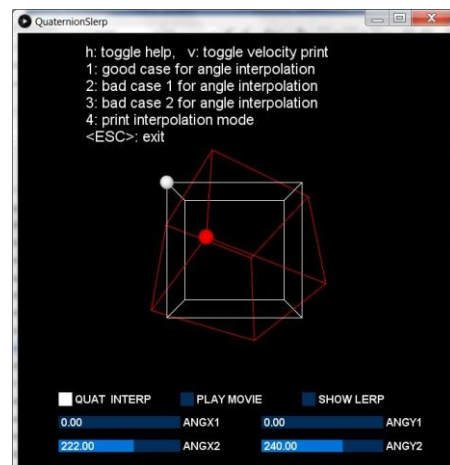 QuaternionSlerp
h: toggle help, v: toggle velocity print
1: good case for angle interpolation
2: bad case 1 for angle interpolation
3: bad case 2 for angle interpolation
4: print interpolation mode
<ESC>: exit
QUAT INTERP PLAY MOVIE SHOW LERP
0.00 ANGX1 0.00 ANGY1
222.00 ANGX2 240.00 ANGY2